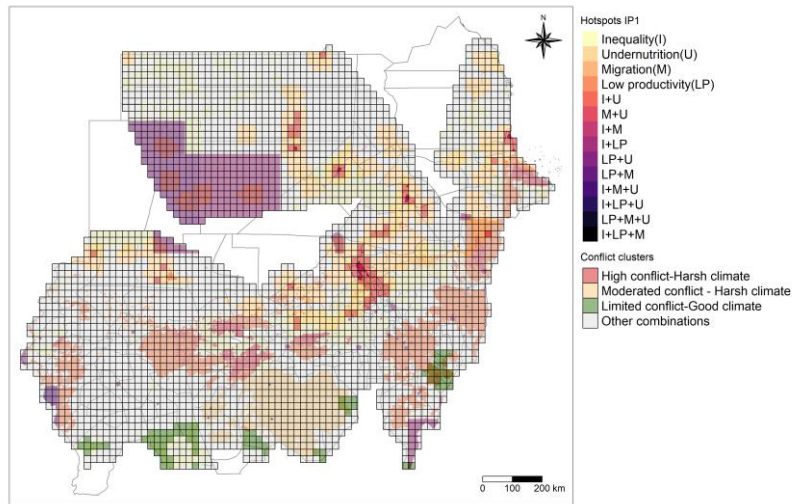 N
Hotspots IP1
Inequality(I)
Undernutrition(U)
Migration(M)
Low productivity(LP)
I+U
M+U
I+M
I+LP
LP+U
LP+M
I+M+U
I+LP+U
LP+M+U
I+LP+M
Conflict clusters
High conflict-Harsh climate
Moderated conflict - Harsh climate
Limited conflict-Good climate
Other combinations
0 100 200 km